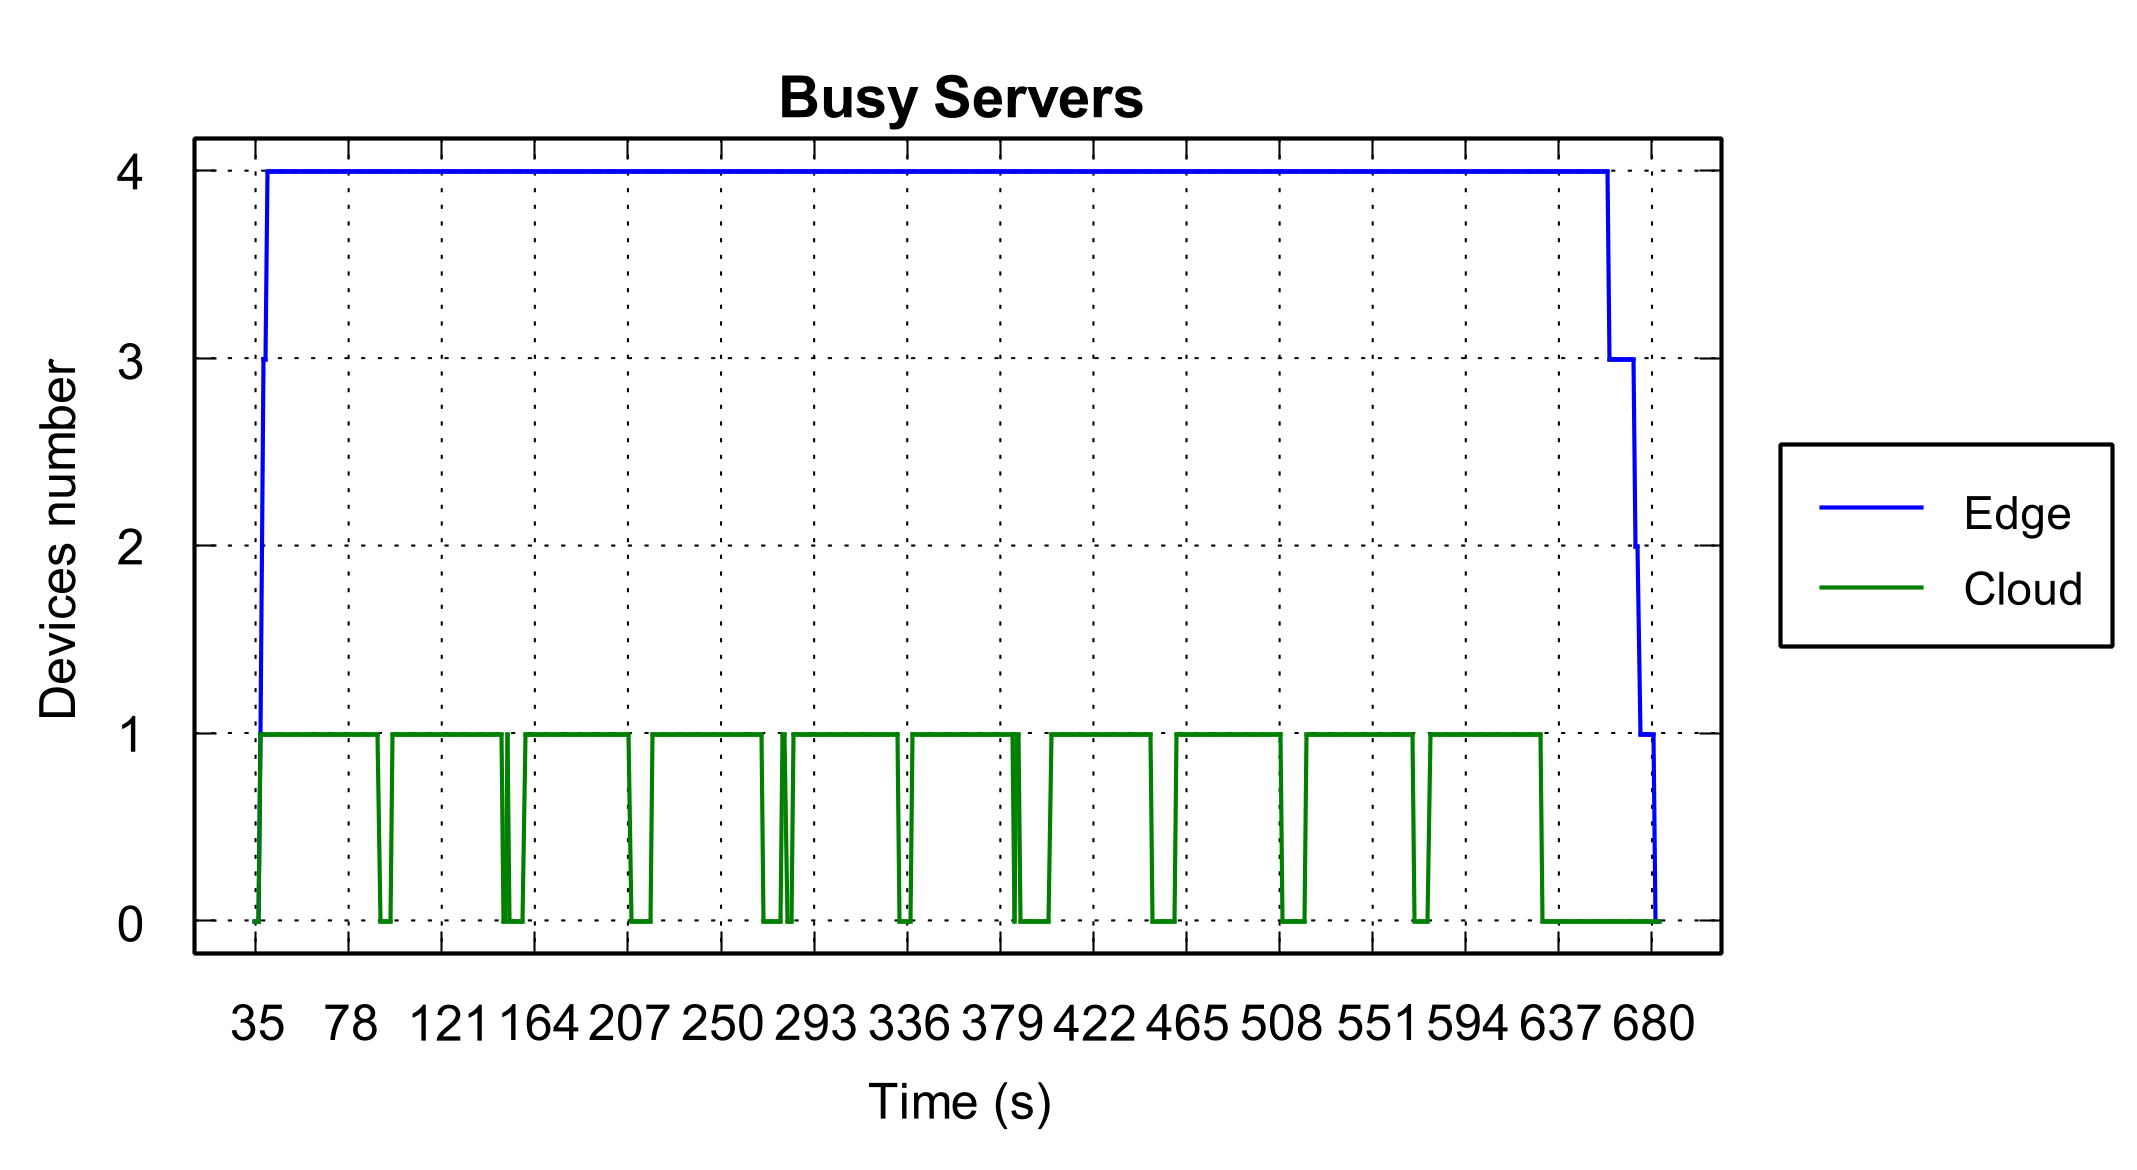 Busy Servers
4
3
2
1
0
Devices number
35 78 121 164 207 250 293 336 379 422 465 508 551 594 637 680
Time (s)
Edge
Cloud